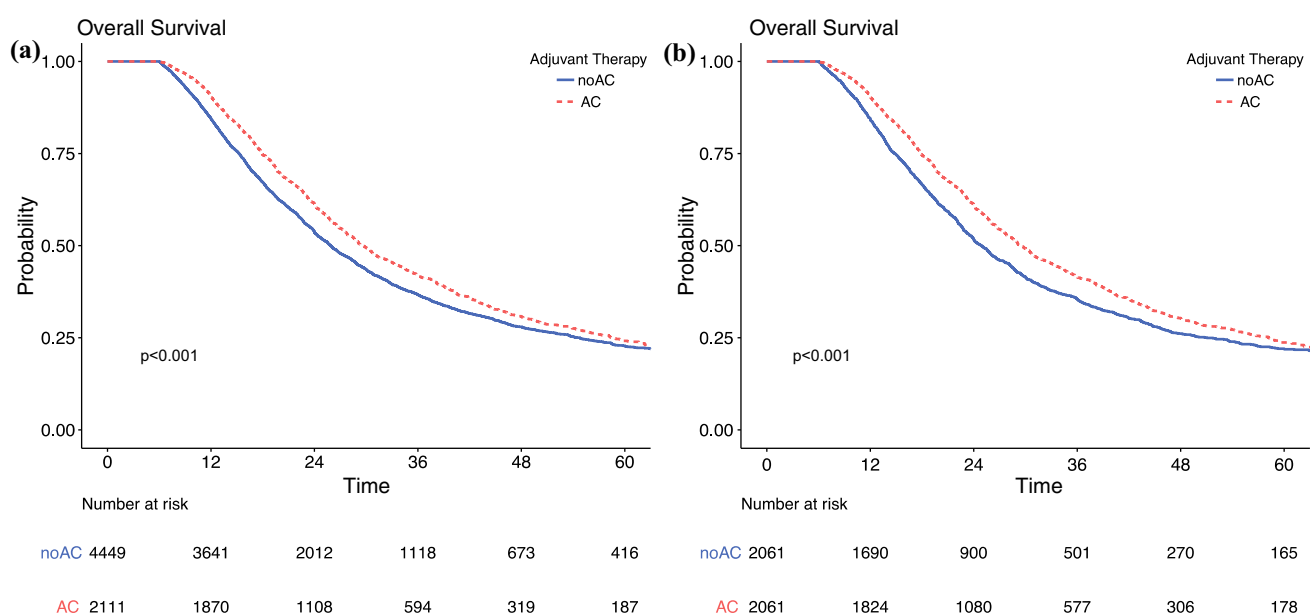 Overall Survival
(a)
Adjuvant Therapy
noAC
AC
1.00
0.75
0.50
0.25
0.00
Probability
p<0.001
0 12 24 36 48 60
Time
Number at risk
noAC 4449 3641 2012 1118 673 416
AC 2111 1870 1108 594 319 187
Overall Survival
(b)
Adjuvant Therapy
noAC
AC
1.00
0.75
0.50
0.25
0.00
Probability
p<0.001
0 12 24 36 48 60
Time
Number at risk
noAC 2061 1690 900 501 270 165
AC 2061 1824 1080 577 306 178